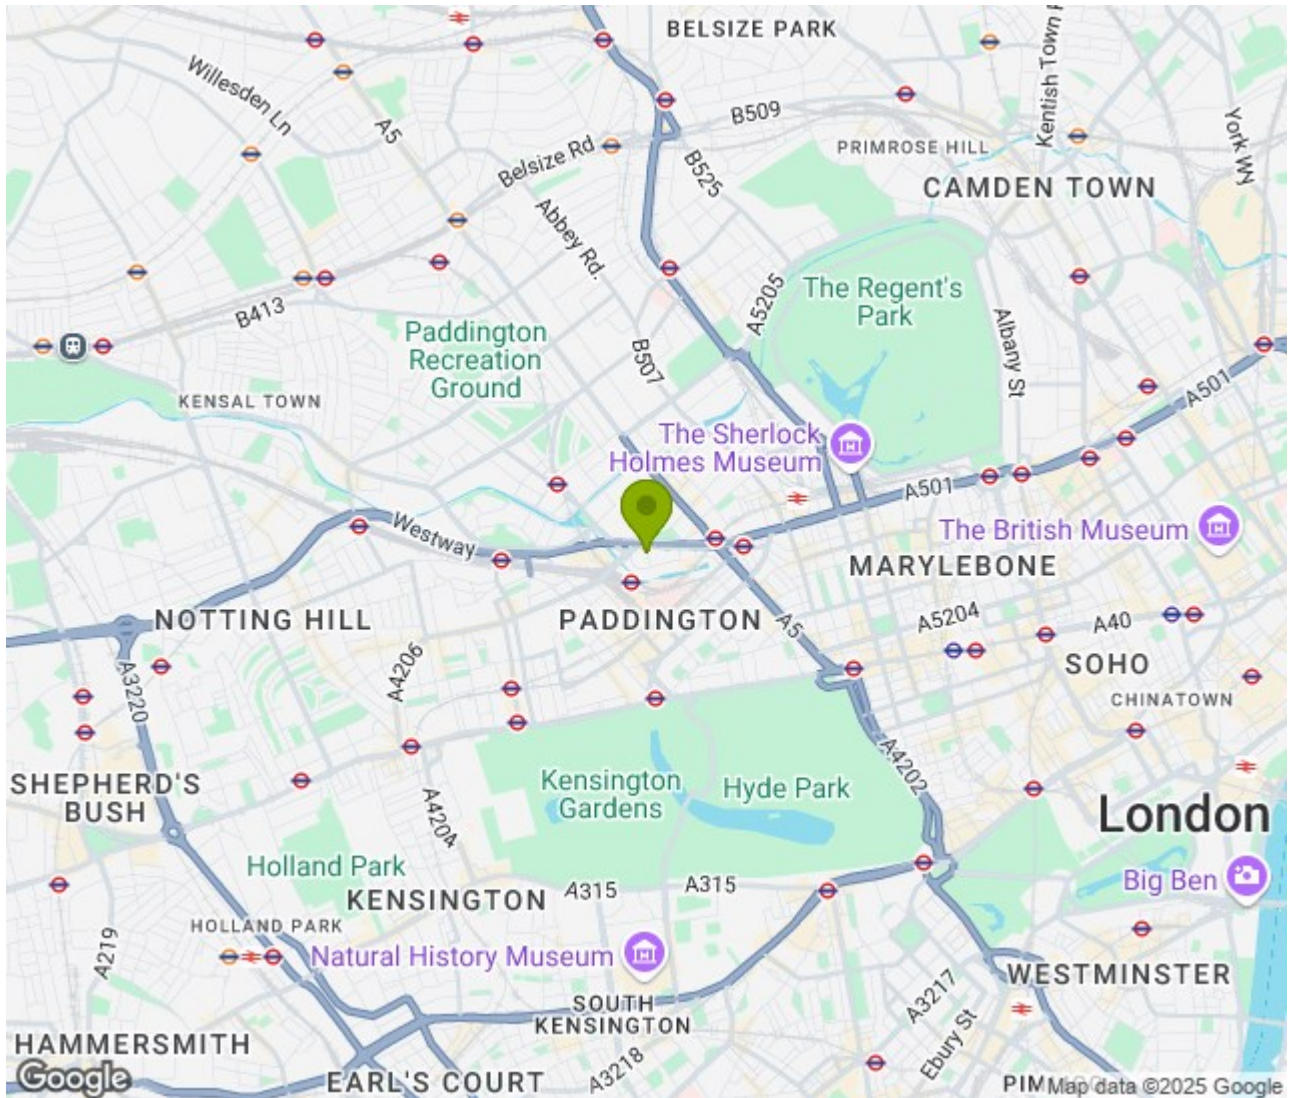 BELSIZE PARK
Willesden Ln
A5
B509
Kentish Town
York Wy
PRIMROSE HILL
Belsize Rd
B525
CAMDEN TOWN
Abbey Rd.
The Regent's
Park
A5205
B413
Paddington
Recreation
Ground
B507
Albany St
A501
KENSAL TOWN
The Sherlock
Holmes Museum
A501
Westway
The British Museum
MARYLEBONE
NOTTING HILL
PADDINGTON
A5
A5204
A40
A3220
A4206
SOHO
CHINATOWN
SHEPHERD'S
BUSH
Kensington
Gardens
Hyde Park
A4202
A4204
London
Holland Park
KENSINGTON
A315
A315
Big Ben
HOLLAND PARK
A219
Natural History Museum
WESTMINSTER
SOUTH
KENSINGTON
A3217
Ebury St
HAMMERSMITH
A3218
Google
EARL'S COURT
Map data ©2025 Google